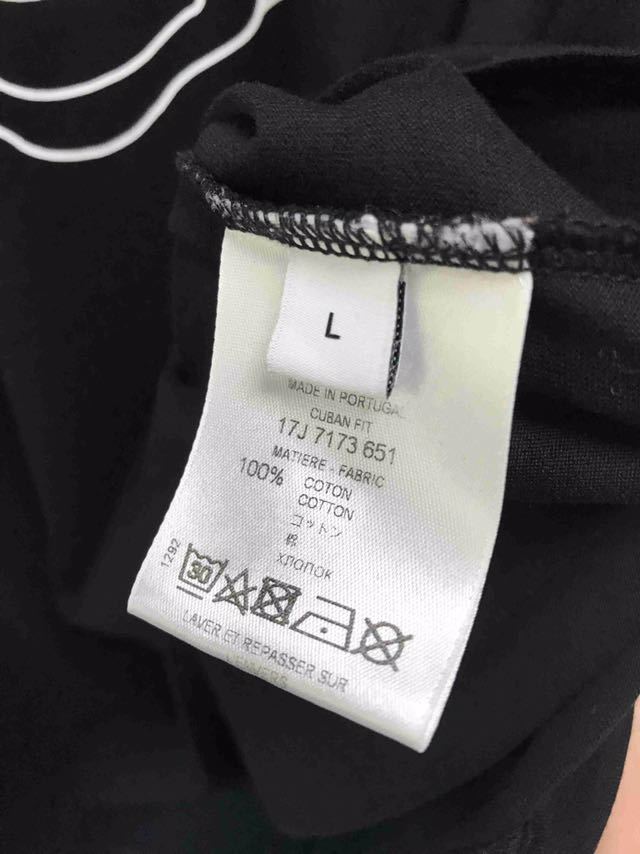 L
MADE IN PORTUGAL
CUBAN FIT
17J 7173 651
MATIERE - FABRIC
100% COTON
COTTON
コットン
棉
ХЛОПОК
1292
30
LAVER ET REPASSER SUR
L'ENVERS